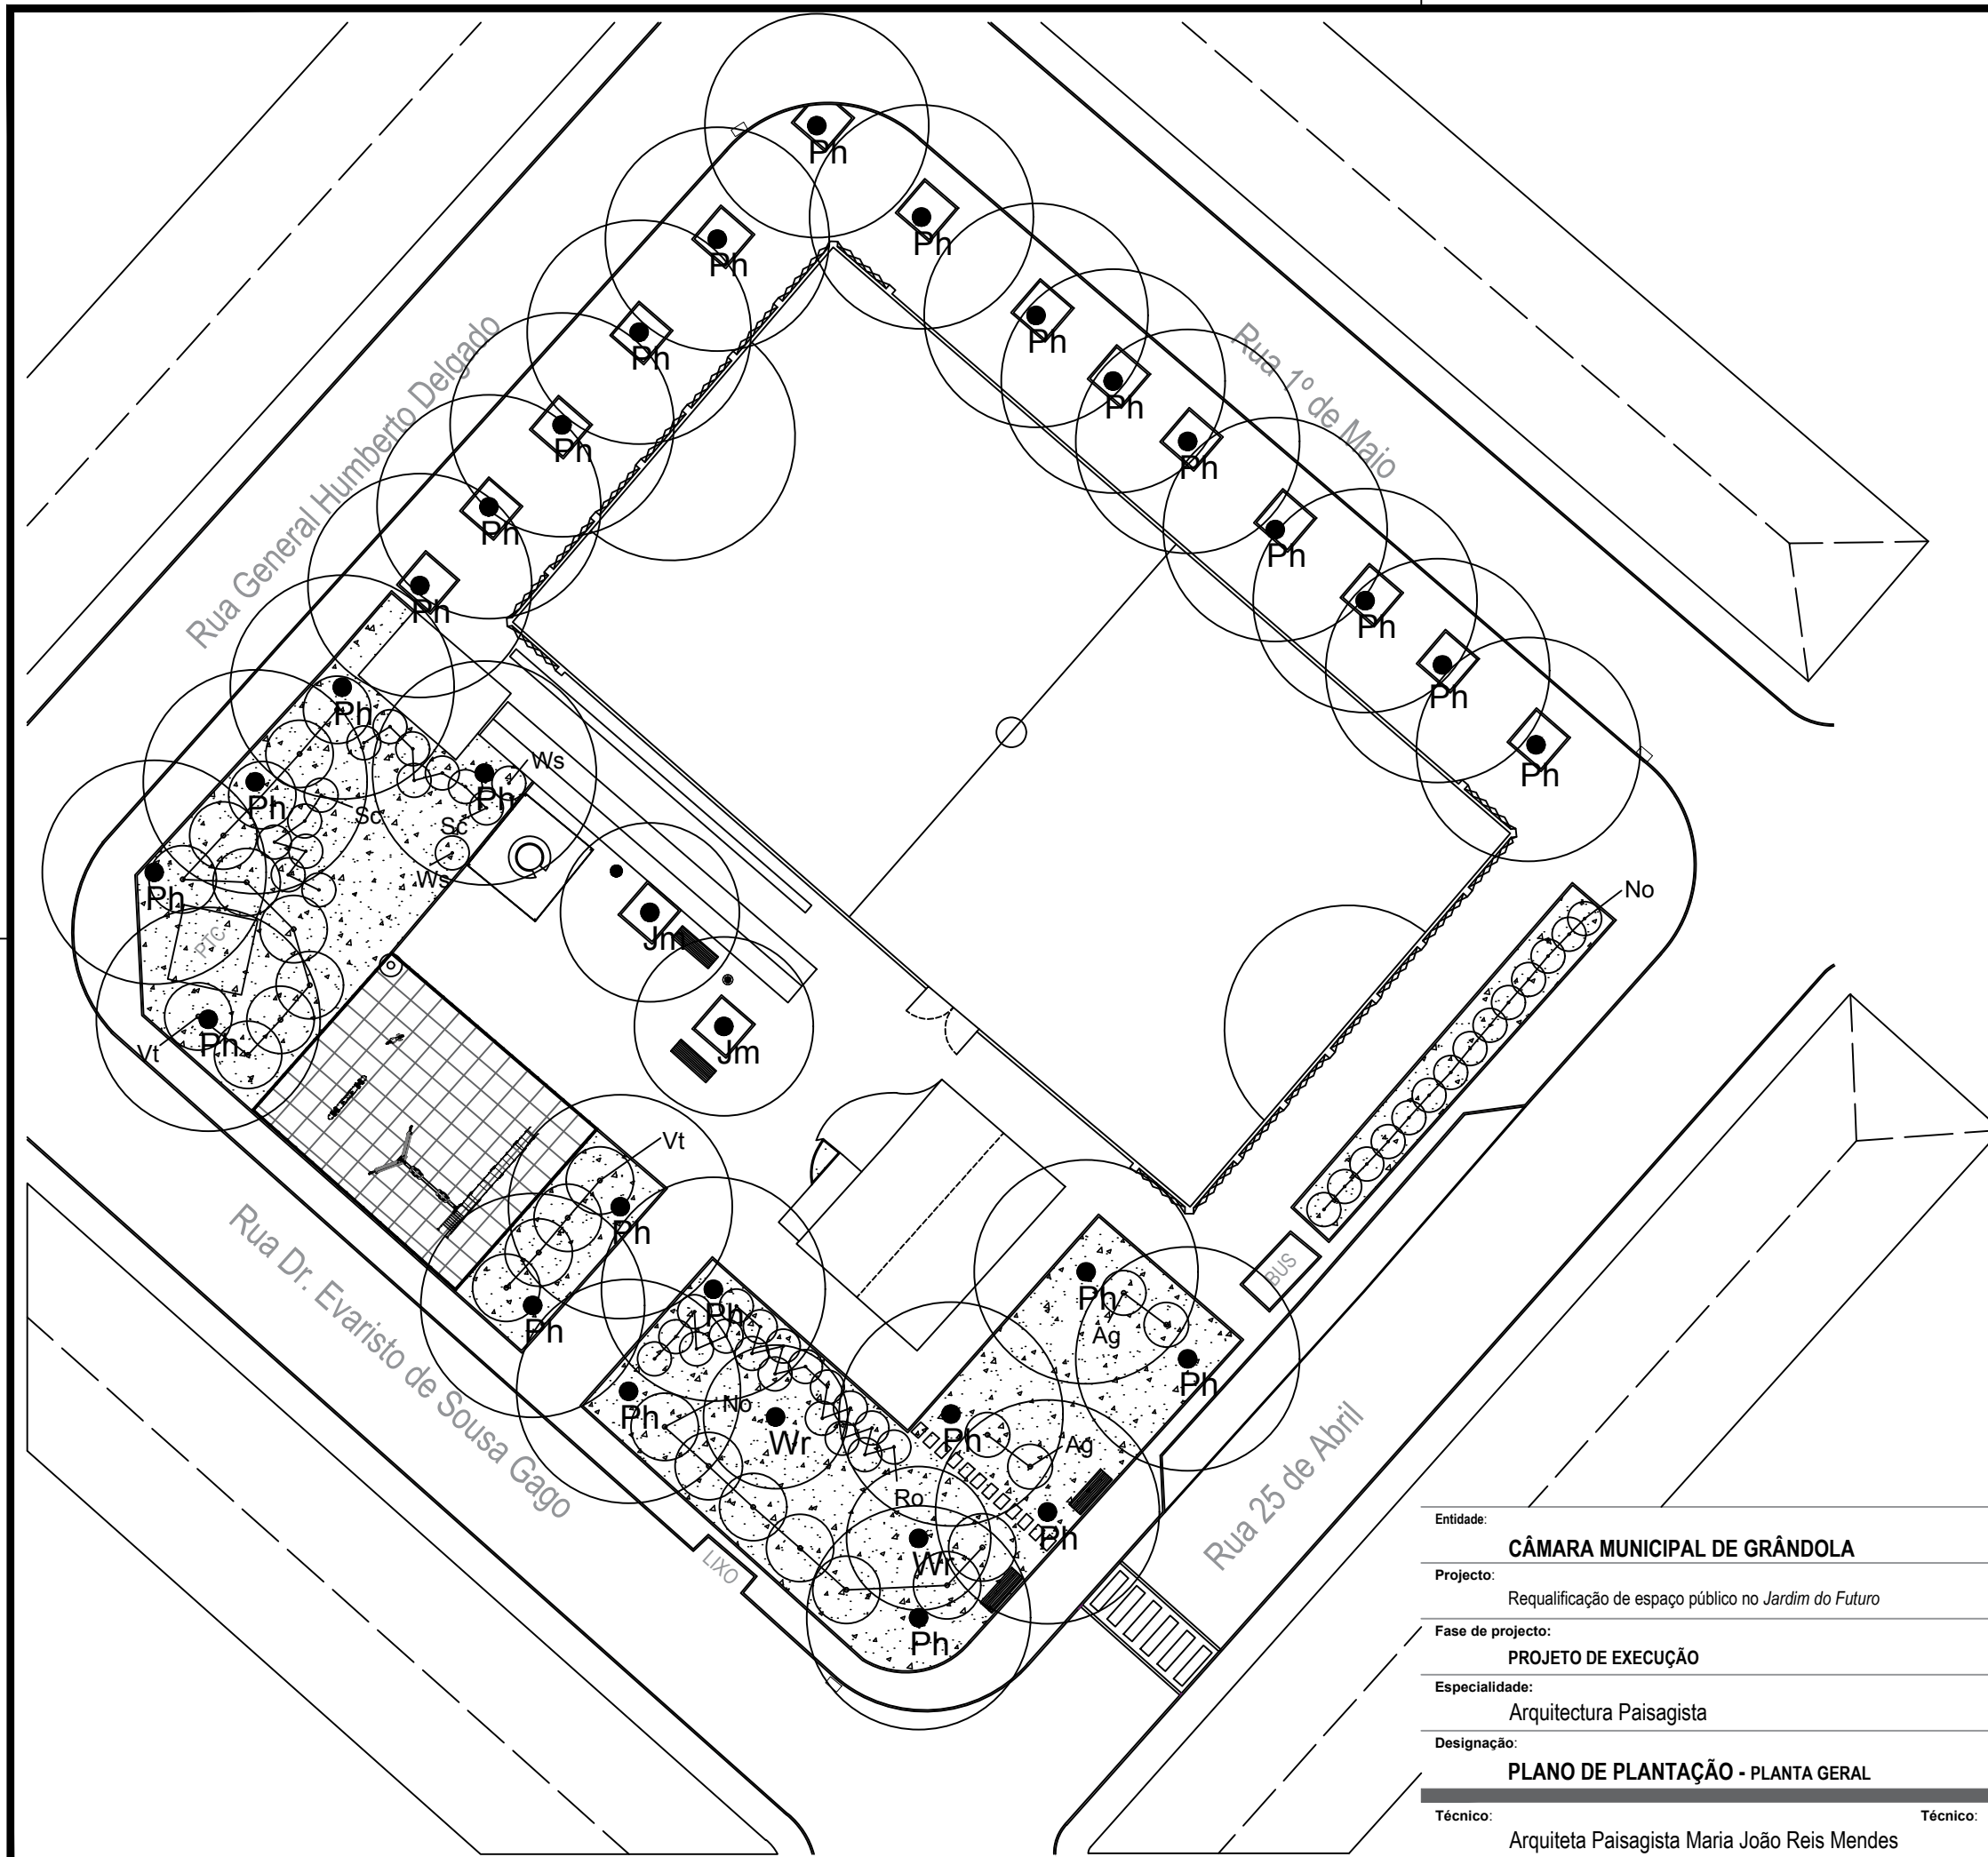 Ph
Ph
Ph
Ph
Ph
Rua General Humberto Delgado
Rua 1º de Maio
Ph
Ph
Ph
Ph
Ph
Ph
Ph
Ph
Ph
Ph
Ph
Ws
Ph
Ph
Sc
Sc
Ws
Ph
No
Jm
PTC
Jm
Ph
Vt
Vt
Ph
Ph
BUS
Rua Dr. Evaristo de Sousa Gago
Ph
Ph
Ag
Ph
Ph
No
Wr
Ph
Ag
Ro
Ph
Wr
Rua 25 de Abril
LIXO
Ph
Entidade:
CÂMARA MUNICIPAL DE GRÂNDOLA
Projecto:
Requalificação de espaço público no Jardim do Futuro
Fase de projecto:
PROJETO DE EXECUÇÃO
Especialidade:
Arquitectura Paisagista
Designação:
PLANO DE PLANTAÇÃO - PLANTA GERAL
Técnico: Técnico:
Arquiteta Paisagista Maria João Reis Mendes